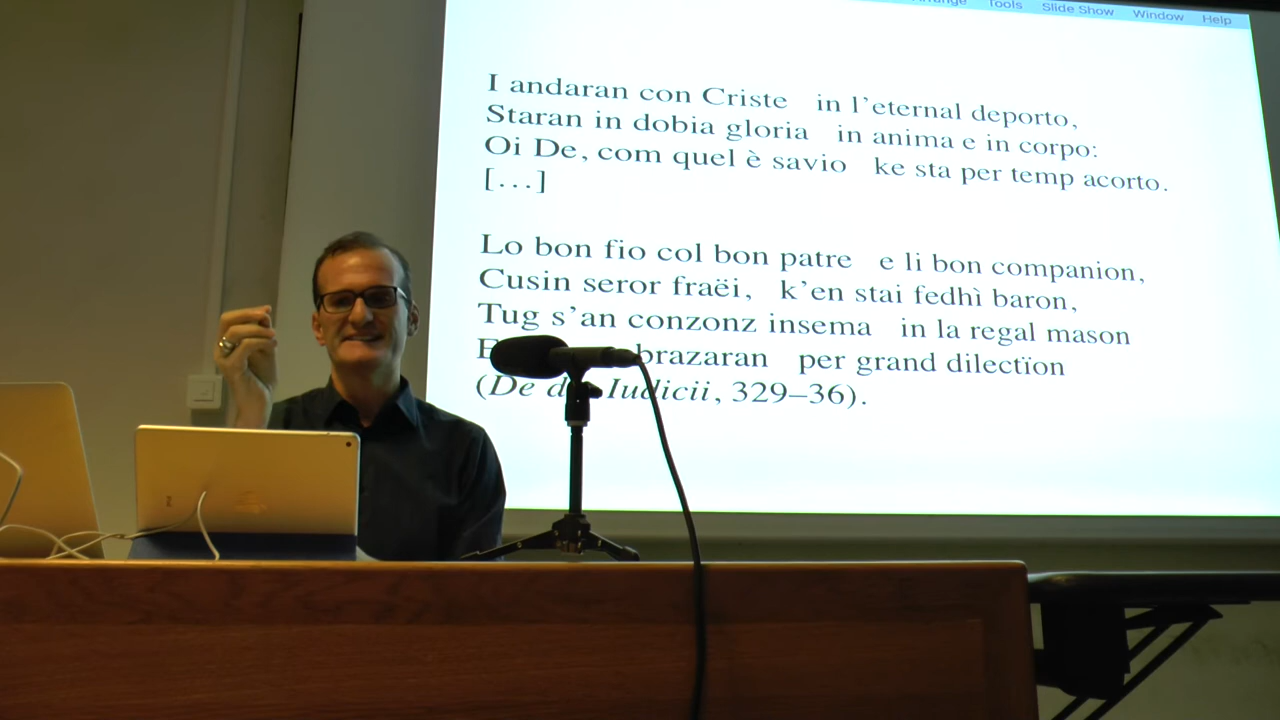 Arrange Tools Slide Show Window Help
I andaran con Criste in l'eternal deporto,
Staran in dobia gloria in anima e in corpo:
Oi De, com quel è savio ke sta per temp acorto.
[…]
Lo bon fio col bon patre e li bon companion,
Cusin seror fraëi, k'en stai fedhì baron,
Tug s'an conzonz insema in la regal mason
brazaran per grand dilectïon
(De Iudicii, 329–36).
iPad